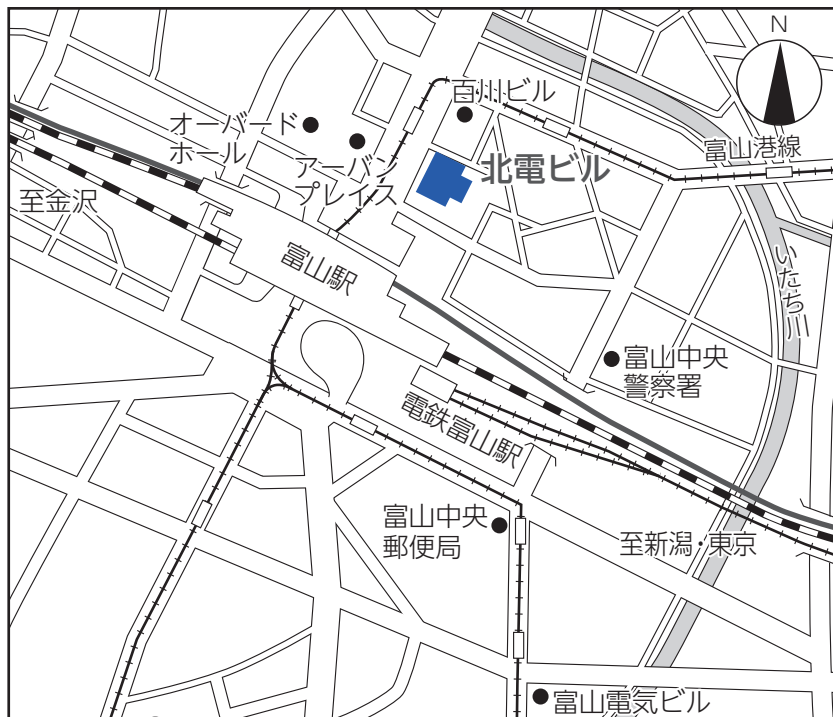 N
百川ビル
オーバード
ホール
アーバン
プレイス
北電ビル
富山港線
至金沢
富山駅
いたち川
富山中央
警察署
電鉄富山駅
富山中央
郵便局
至新潟・東京
富山電気ビル